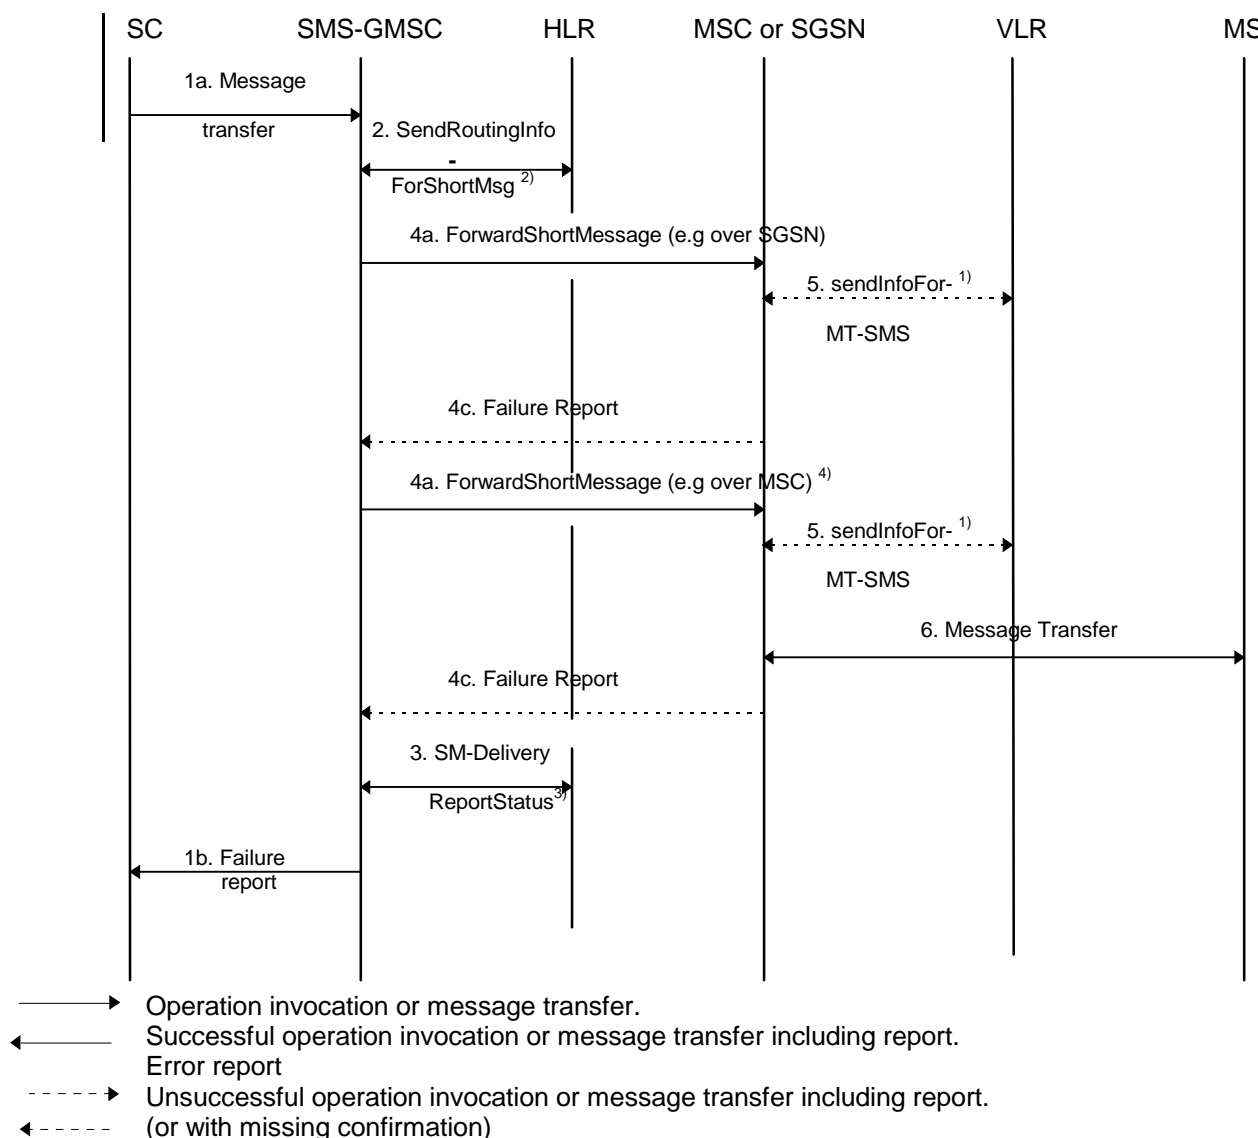 SC SMS-GMSC HLR MSC or SGSN VLR MS
1a. Message
transfer
2. SendRoutingInfo
-
ForShortMsg 2)
4a. ForwardShortMessage (e.g over SGSN)
5. sendInfoFor- 1)
MT-SMS
4c. Failure Report
4a. ForwardShortMessage (e.g over MSC) 4)
5. sendInfoFor- 1)
MT-SMS
6. Message Transfer
4c. Failure Report
3. SM-Delivery
ReportStatus3)
1b. Failure
report
Operation invocation or message transfer.
Successful operation invocation or message transfer including report.
Error report
Unsuccessful operation invocation or message transfer including report.
(or with missing confirmation)